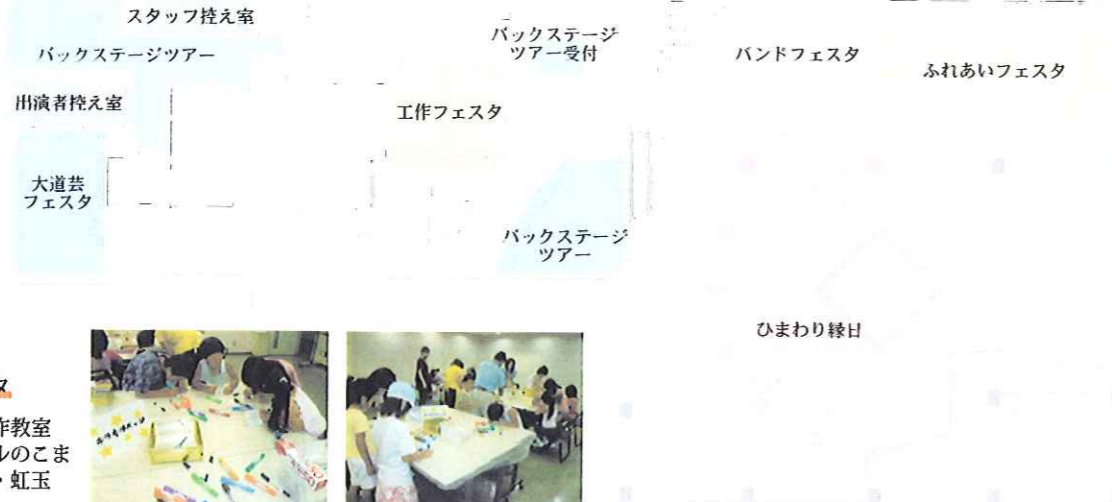 スタッフ控え室
バックステージツアー
出演者控え室
大道芸
フェスタ
工作フェスタ
バックステージ
ツアー受付
バックステージ
ツアー
バンドフェスタ
ふれあいフェスタ
ひまわり縁日
タ
作教室
ルのこま
・虹玉